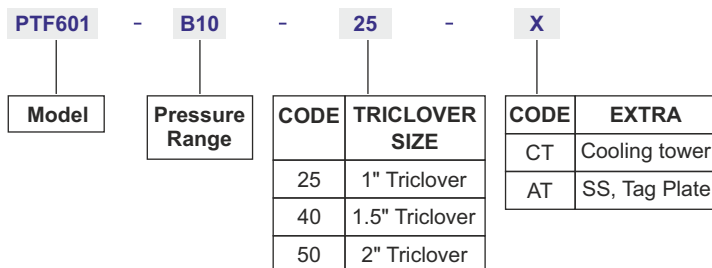 PTF601 - B10 - 25 - X
Model
Pressure
Range
CODE TRICLOVER
SIZE
25 1" Triclover
40 1.5" Triclover
50 2" Triclover
CODE EXTRA
CT Cooling tower
AT SS, Tag Plate